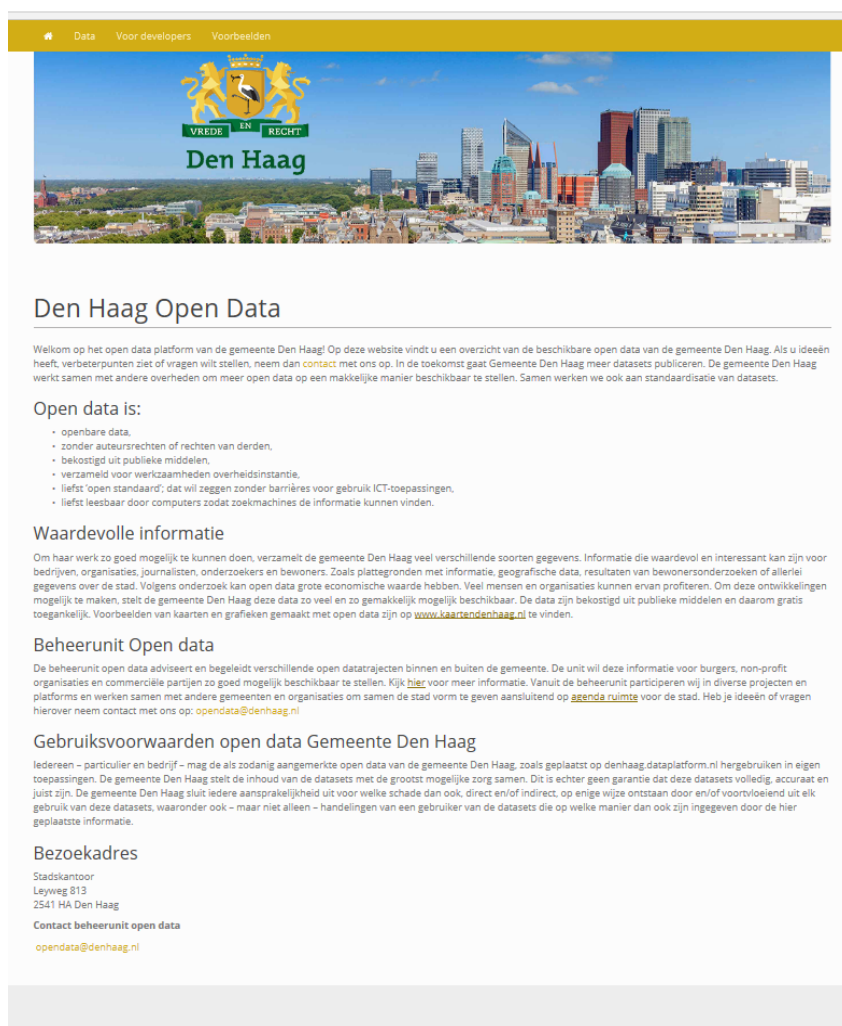 Data Voor developers Voorbeelden
VREDE EN RECHT
Den Haag
Den Haag Open Data
Welkom op het open data platform van de gemeente Den Haag! Op deze website vindt u een overzicht van de beschikbare open data van de gemeente Den Haag. Als u ideeën
heeft, verbeterpunten ziet of vragen wilt stellen, neem dan contact met ons op. In de toekomst gaat Gemeente Den Haag meer datasets publiceren. De gemeente Den Haag
werkt samen met andere overheden om meer open data op een makkelijke manier beschikbaar te stellen. Samen werken we ook aan standaardisatie van datasets.
Open data is:
• openbare data,
• zonder auteursrechten of rechten van derden,
• bekostigd uit publieke middelen,
• verzameld voor werkzaamheden overheidsinstantie,
• liefst 'open standaard'; dat wil zeggen zonder barrières voor gebruik ICT-toepassingen,
• liefst leesbaar door computers zodat zoekmachines de informatie kunnen vinden.
Waardevolle informatie
Om haar werk zo goed mogelijk te kunnen doen, verzamelt de gemeente Den Haag veel verschillende soorten gegevens. Informatie die waardevol en interessant kan zijn voor
bedrijven, organisaties, journalisten, onderzoekers en bewoners. Zoals plattegronden met informatie, geografische data, resultaten van bewonersonderzoeken of allerlei
gegevens over de stad. Volgens onderzoek kan open data grote economische waarde hebben. Veel mensen en organisaties kunnen ervan profiteren. Om deze ontwikkelingen
mogelijk te maken, stelt de gemeente Den Haag deze data zo veel en zo gemakkelijk mogelijk beschikbaar. De data zijn bekostigd uit publieke middelen en daarom gratis
toegankelijk. Voorbeelden van kaarten en grafieken gemaakt met open data zijn op www.kaartendenhaag.nl te vinden.
Beheerunit Open data
De beheerunit open data adviseert en begeleidt verschillende open datatrajecten binnen en buiten de gemeente. De unit wil deze informatie voor burgers, non-profit
organisaties en commerciële partijen zo goed mogelijk beschikbaar te stellen. Kijk hier voor meer informatie. Vanuit de beheerunit participeren wij in diverse projecten en
platforms en werken samen met andere gemeenten en organisaties om samen de stad vorm te geven aansluitend op agenda ruimte voor de stad. Heb je ideeën of vragen
hierover neem contact met ons op: opendata@denhaag.nl
Gebruiksvoorwaarden open data Gemeente Den Haag
Iedereen – particulier en bedrijf – mag de als zodanig aangemerkte open data van de gemeente Den Haag, zoals geplaatst op denhaag.dataplatform.nl hergebruiken in eigen
toepassingen. De gemeente Den Haag stelt de inhoud van de datasets met de grootst mogelijke zorg samen. Dit is echter geen garantie dat deze datasets volledig, accuraat en
juist zijn. De gemeente Den Haag sluit iedere aansprakelijkheid uit voor welke schade dan ook, direct en/of indirect, op enige wijze ontstaan door en/of voortvloeiend uit elk
gebruik van deze datasets, waaronder ook – maar niet alleen – handelingen van een gebruiker van de datasets die op welke manier dan ook zijn ingegeven door de hier
geplaatste informatie.
Bezoekadres
Stadskantoor
Leyweg 813
2541 HA Den Haag
Contact beheerunit open data
opendata@denhaag.nl